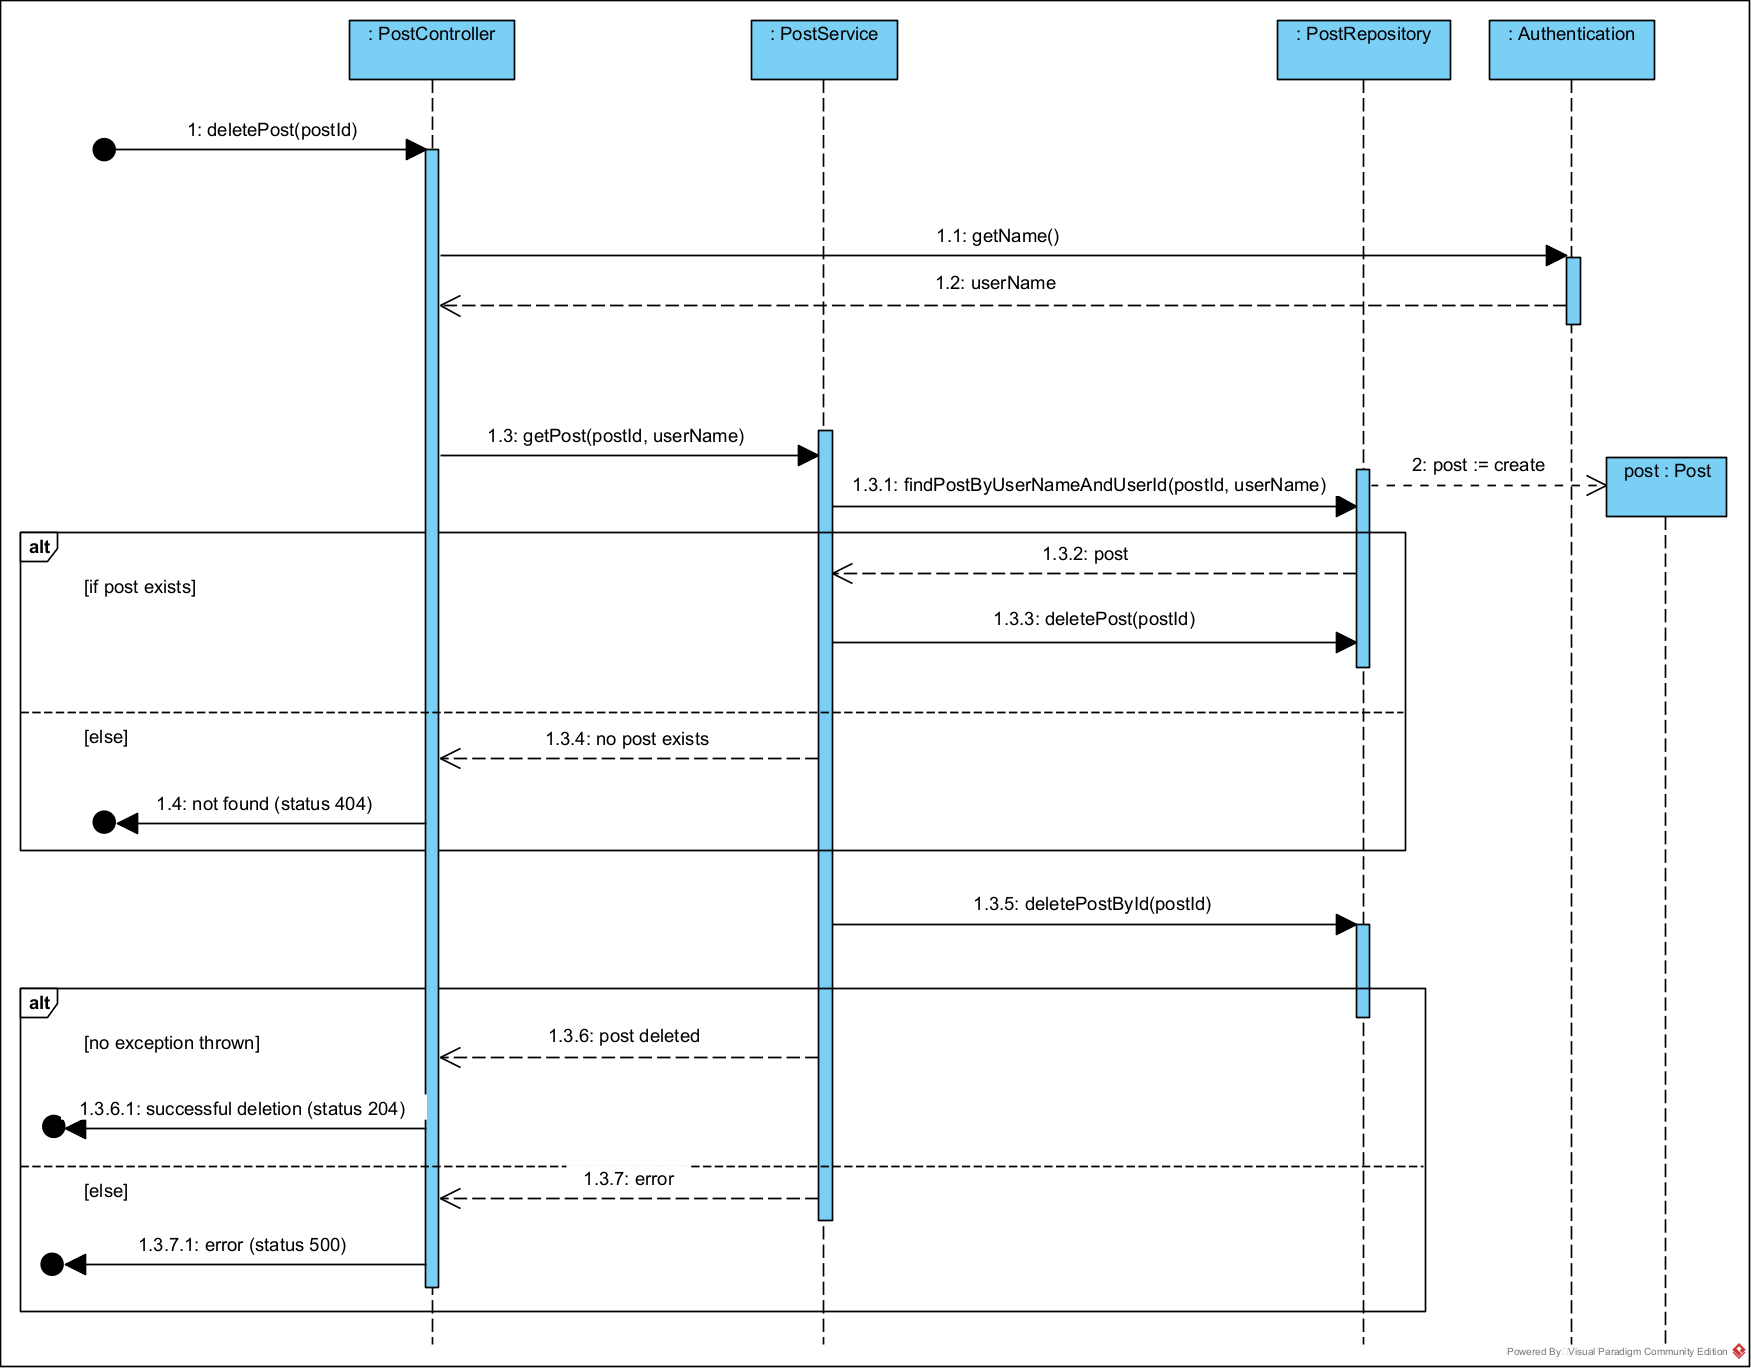 : PostController
: PostService
: PostRepository
: Authentication
1: deletePost(postId)
1.1: getName()
1.2: userName
1.3: getPost(postId, userName)
2: post := create
post : Post
1.3.1: findPostByUserNameAndUserId(postId, userName)
alt
1.3.2: post
[if post exists]
1.3.3: deletePost(postId)
[else]
1.3.4: no post exists
1.4: not found (status 404)
1.3.5: deletePostById(postId)
alt
1.3.6: post deleted
[no exception thrown]
1.3.6.1: successful deletion (status 204)
1.3.7: error
[else]
1.3.7.1: error (status 500)
Powered By Visual Paradigm Community Edition